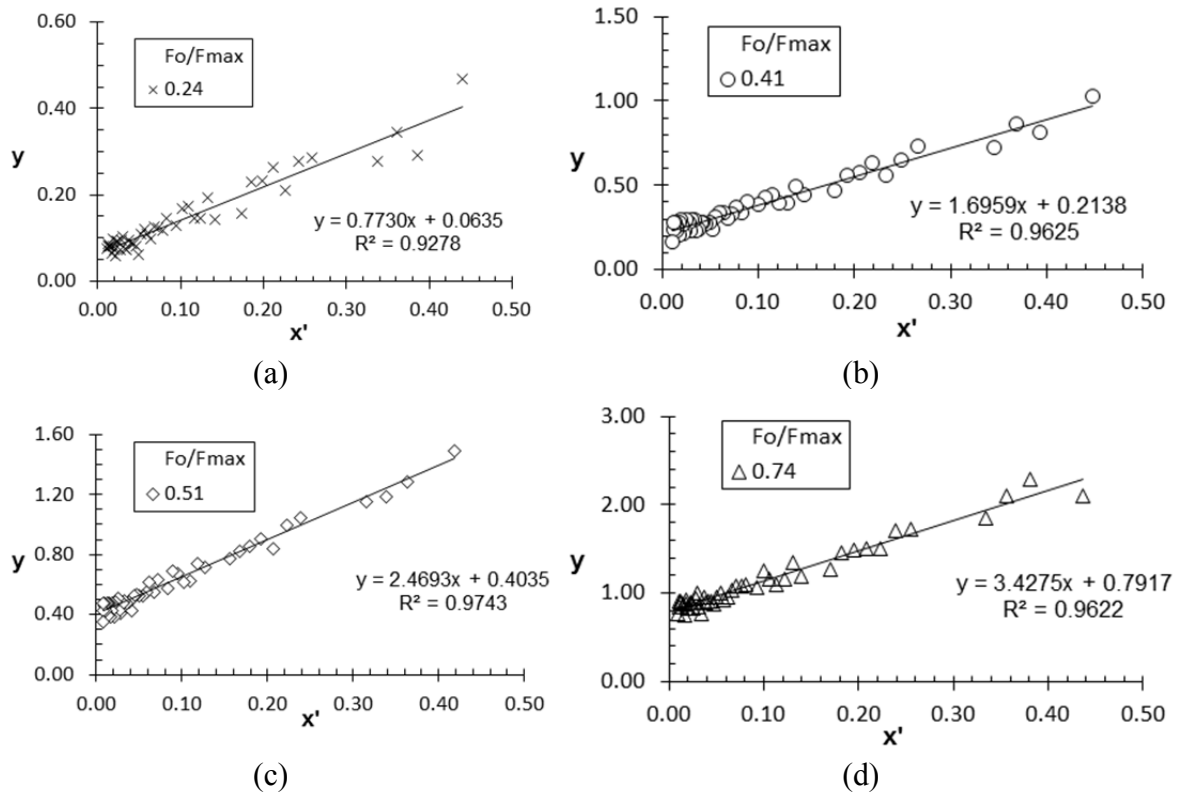 0.60
Fo/Fmax
× 0.24
0.40
y
0.20
y = 0.7730x + 0.0635
R² = 0.9278
0.00
0.00 0.10 0.20 0.30 0.40 0.50
x'
(a)
1.50
Fo/Fmax
○ 0.41
1.00
y
0.50
y = 1.6959x + 0.2138
R² = 0.9625
0.00
0.00 0.10 0.20 0.30 0.40 0.50
x'
(b)
1.60
Fo/Fmax
◇ 0.51
1.20
y
0.80
y = 2.4693x + 0.4035
R² = 0.9743
0.40
0.00
0.00 0.10 0.20 0.30 0.40 0.50
x'
(c)
3.00
Fo/Fmax
△ 0.74
2.00
y
1.00
y = 3.4275x + 0.7917
R² = 0.9622
0.00
0.00 0.10 0.20 0.30 0.40 0.50
x'
(d)